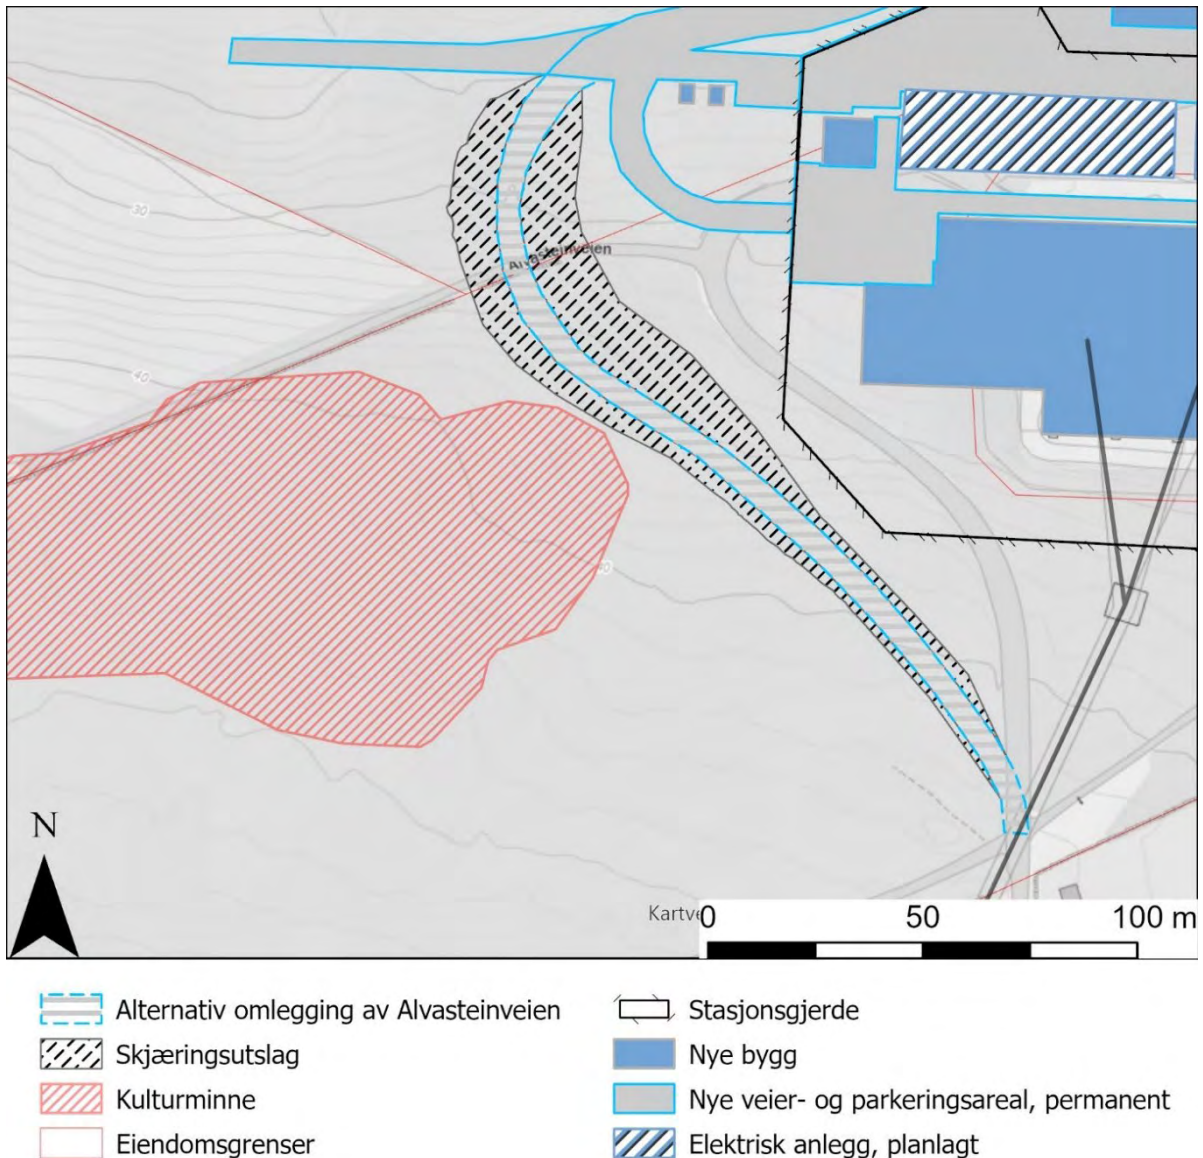 30
Alvasteinveien
40
N
Kartve
0 50 100 m
Alternativ omlegging av Alvasteinveien
Skjæringsutslag
Kulturminne
Eiendomsgrenser
Stasjonsgjerde
Nye bygg
Nye veier- og parkeringsareal, permanent
Elektrisk anlegg, planlagt